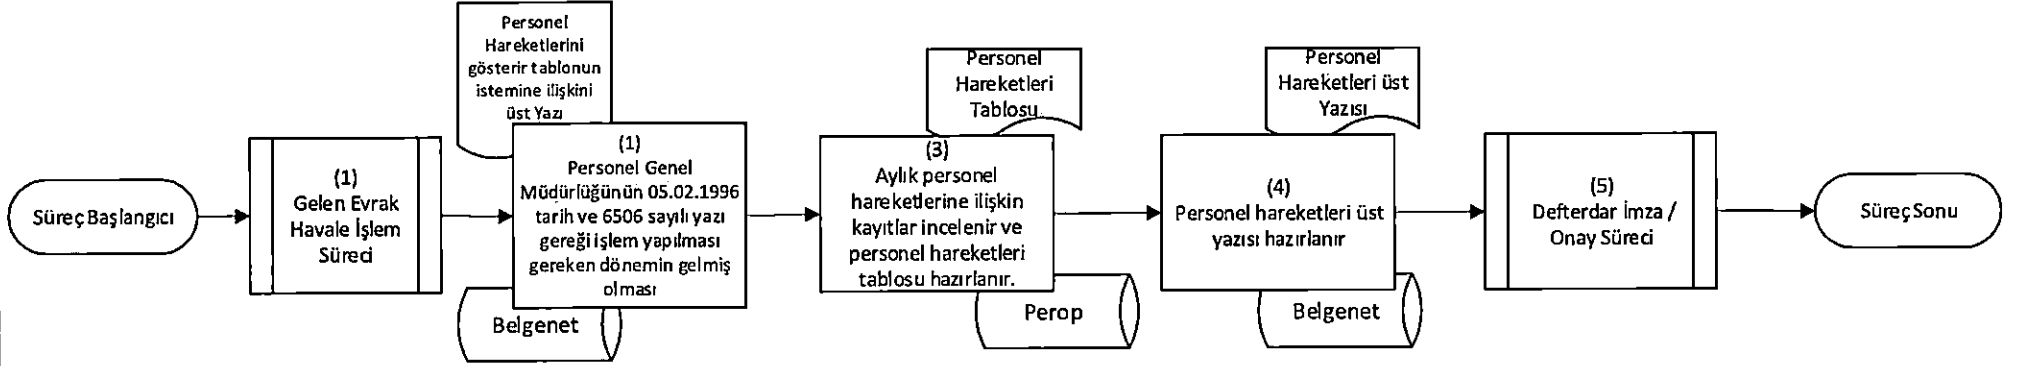 Süreç Başlangıcı
(1)
Gelen Evrak
Havale İşlem
Süreci
Personel
Hareketlerini
gösterir tablonun
istemine ilişkini
üst Yazı
(1)
Personel Genel
Müdürlüğünün 05.02.1996
tarih ve 6506 sayılı yazı
gereği işlem yapılması
gereken dönemin gelmiş
olması
Belgenet
Personel
Hareketleri
Tablosu
(3)
Aylık personel
hareketlerine ilişkin
kayıtlar incelenir ve
personel hareketleri
tablosu hazırlanır.
Perop
Personel
Hareketleri üst
Yazısı
(4)
Personel hareketleri üst
yazısı hazırlanır
Belgenet
(5)
Defterdar İmza /
Onay Süreci
Süreç Sonu